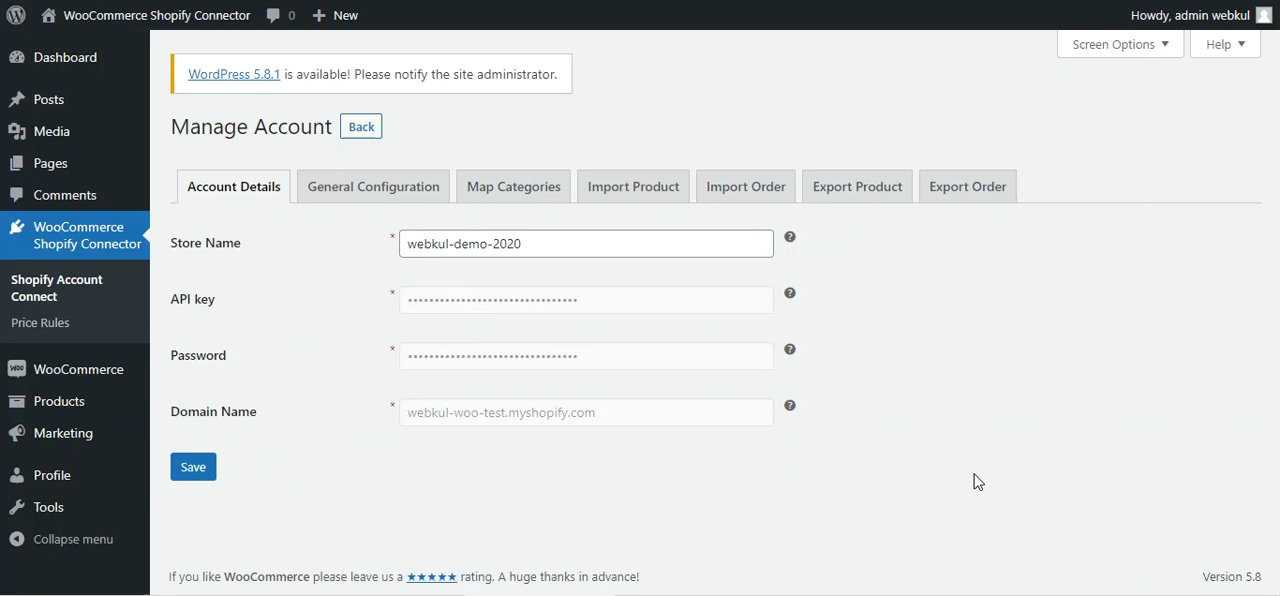 WooCommerce Shopify Connector 0 New Howdy, admin webkul
Screen Options Help
Dashboard
Posts
Media
Pages
Comments
WooCommerce
Shopify Connector
Shopify Account
Connect
Price Rules
WooCommerce
Products
Marketing
Profile
Tools
Collapse menu
WordPress 5.8.1 is available! Please notify the site administrator.
Manage Account Back
Account Details General Configuration Map Categories Import Product Import Order Export Product Export Order
Store Name * webkul-demo-2020 ?
API key * •••••••••••••••••••••••••••••••• ?
Password * •••••••••••••••••••••••••••••••• ?
Domain Name * webkul-woo-test.myshopify.com ?
Save
If you like WooCommerce please leave us a ★★★★★ rating. A huge thanks in advance! Version 5.8